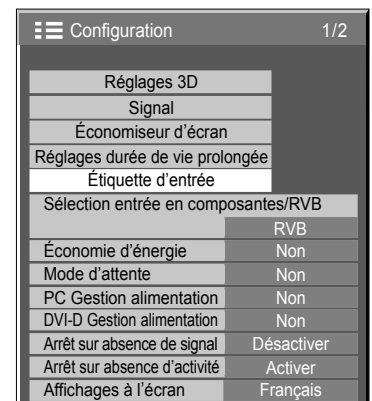 Configuration 1/2
Réglages 3D
Signal
Économiseur d'écran
Réglages durée de vie prolongée
Étiquette d'entrée
Sélection entrée en composantes/RVB
RVB
Économie d'énergie Non
Mode d'attente Non
PC Gestion alimentation Non
DVI-D Gestion alimentation Non
Arrêt sur absence de signal Désactiver
Arrêt sur absence d'activité Activer
Affichages à l'écran Français